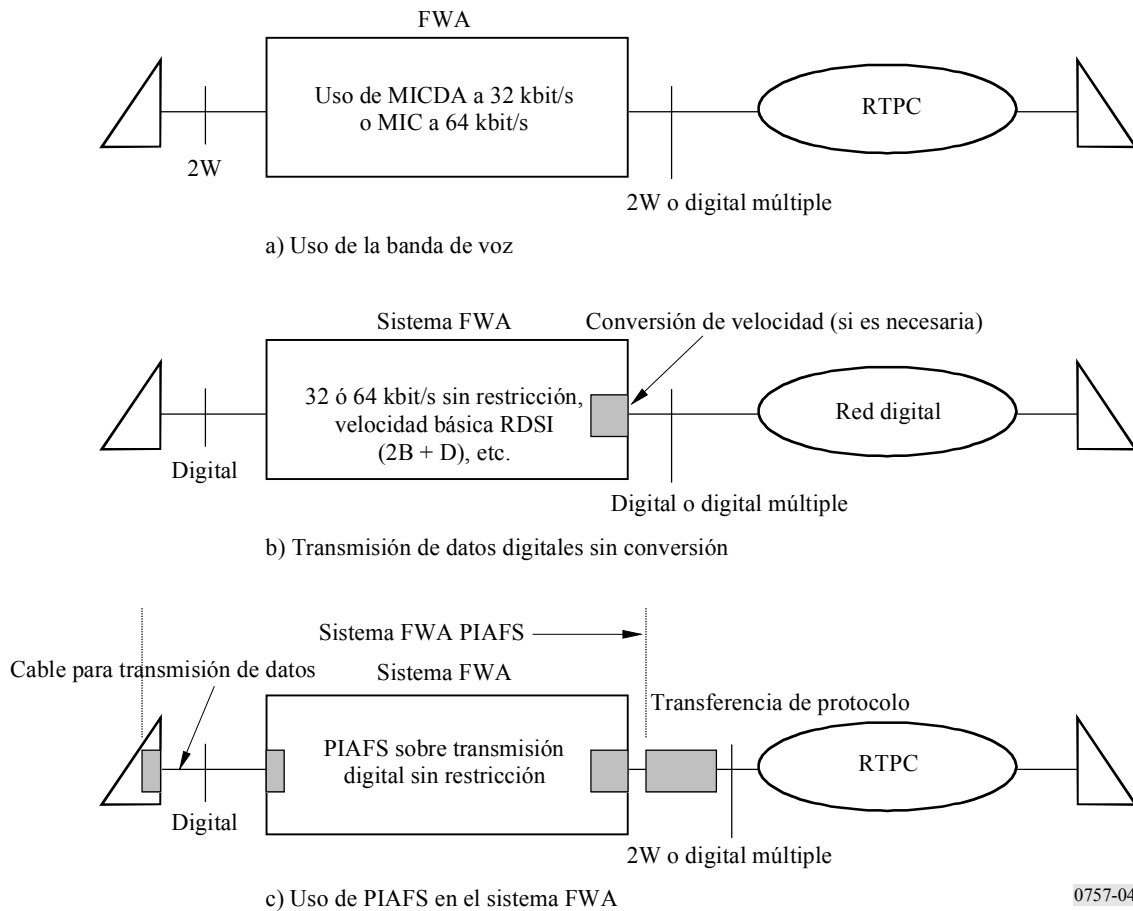 FWA
Uso de MICDA a 32 kbit/s
o MIC a 64 kbit/s
RTPC
2W
2W o digital múltiple
a) Uso de la banda de voz
Sistema FWA
Conversión de velocidad (si es necesaria)
32 ó 64 kbit/s sin restricción,
velocidad básica RDSI
(2B + D), etc.
Red digital
Digital
Digital o digital múltiple
b) Transmisión de datos digitales sin conversión
Sistema FWA PIAFS
Cable para transmisión de datos
Sistema FWA
Transferencia de protocolo
PIAFS sobre transmisión
digital sin restricción
RTPC
Digital
2W o digital múltiple
c) Uso de PIAFS en el sistema FWA
0757-04